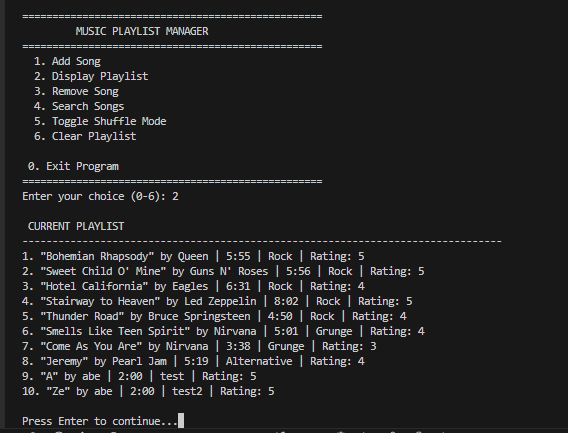 ==================================================
MUSIC PLAYLIST MANAGER
==================================================
1. Add Song
2. Display Playlist
3. Remove Song
4. Search Songs
5. Toggle Shuffle Mode
6. Clear Playlist
0. Exit Program
==================================================
Enter your choice (0-6): 2
CURRENT PLAYLIST
--------------------------------------------------------------------------------
1. "Bohemian Rhapsody" by Queen | 5:55 | Rock | Rating: 5
2. "Sweet Child O' Mine" by Guns N' Roses | 5:56 | Rock | Rating: 5
3. "Hotel California" by Eagles | 6:31 | Rock | Rating: 4
4. "Stairway to Heaven" by Led Zeppelin | 8:02 | Rock | Rating: 5
5. "Thunder Road" by Bruce Springsteen | 4:50 | Rock | Rating: 4
6. "Smells Like Teen Spirit" by Nirvana | 5:01 | Grunge | Rating: 4
7. "Come As You Are" by Nirvana | 3:38 | Grunge | Rating: 3
8. "Jeremy" by Pearl Jam | 5:19 | Alternative | Rating: 4
9. "A" by abe | 2:00 | test | Rating: 5
10. "Ze" by abe | 2:00 | test2 | Rating: 5
Press Enter to continue...